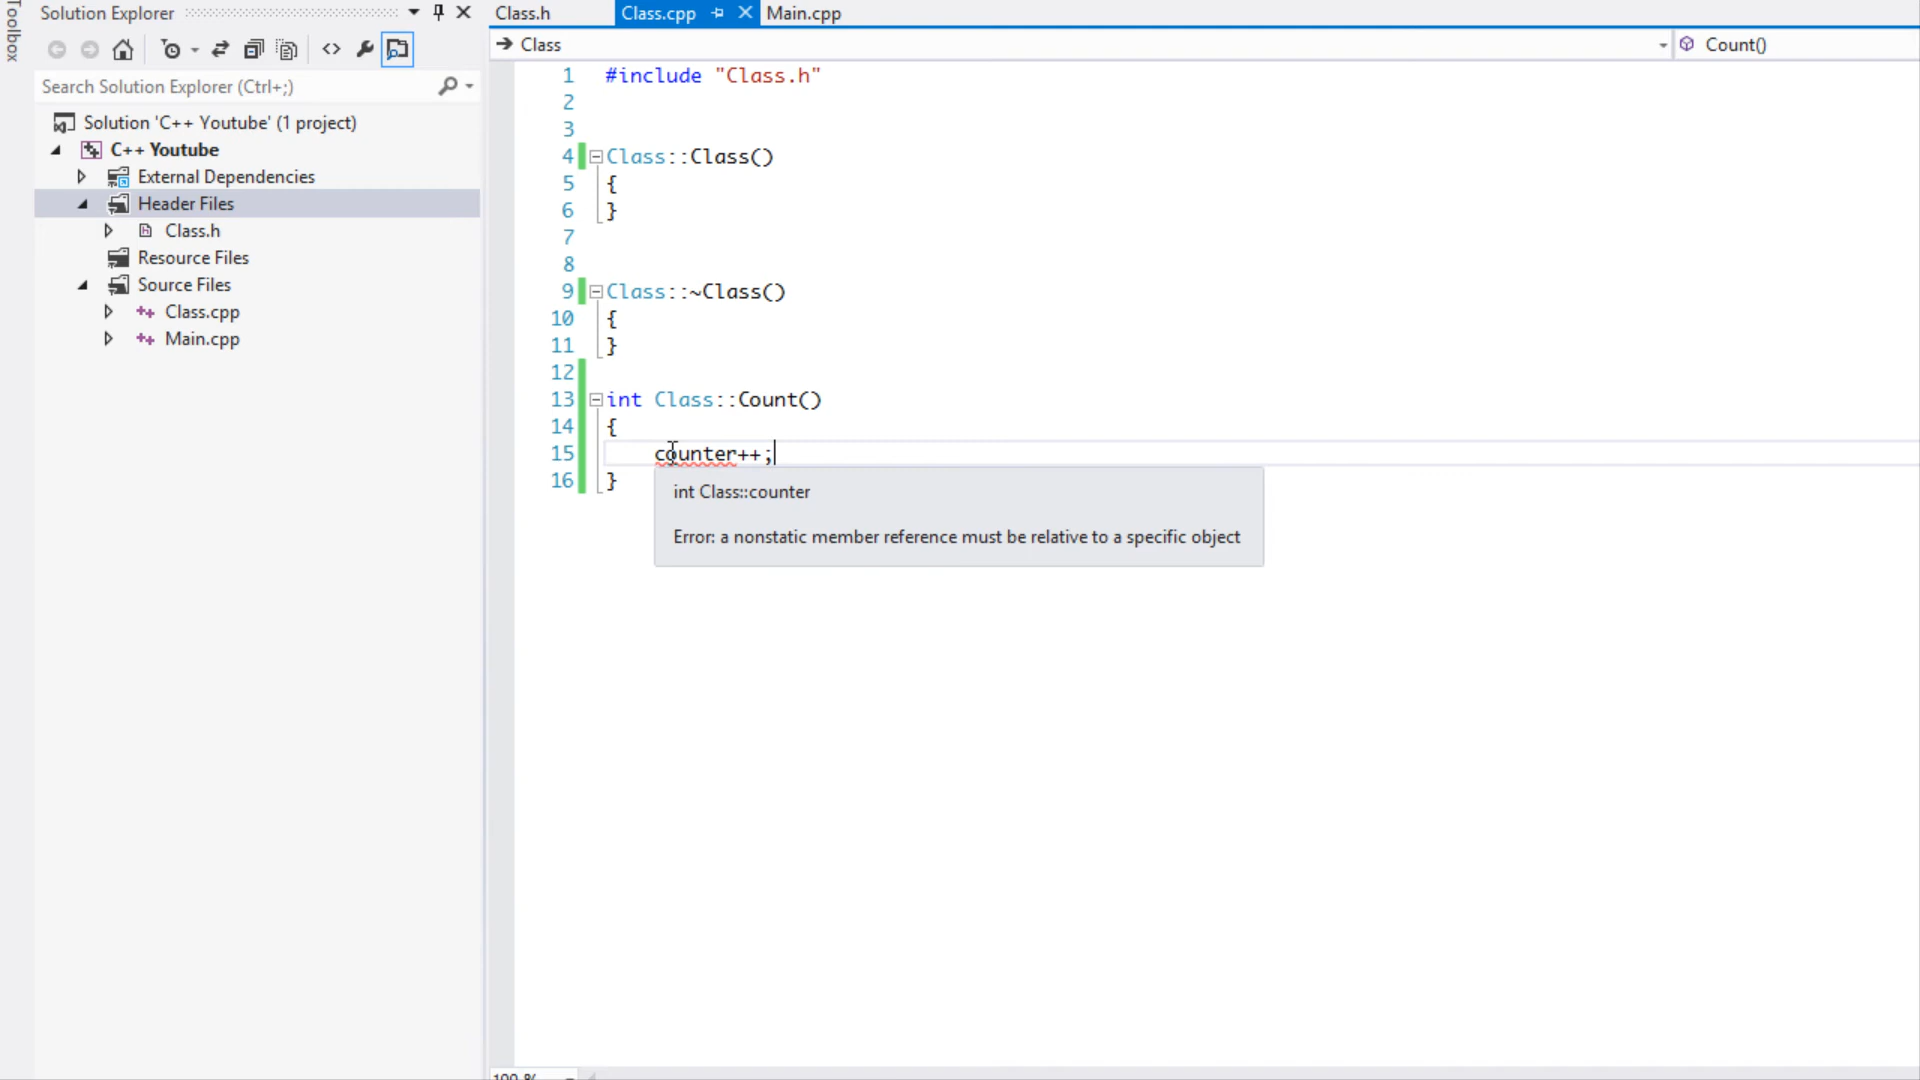 Toolbox
Solution Explorer
Search Solution Explorer (Ctrl+;)
Solution 'C++ Youtube' (1 project)
C++ Youtube
External Dependencies
Header Files
Class.h
Resource Files
Source Files
Class.cpp
Main.cpp
Class.h Class.cpp Main.cpp
Class Count()
1 #include "Class.h"
2
3
4 Class::Class()
5 {
6 }
7
8
9 Class::~Class()
10 {
11 }
12
13 int Class::Count()
14 {
15 counter++;
16 }
int Class::counter
Error: a nonstatic member reference must be relative to a specific object
100 %